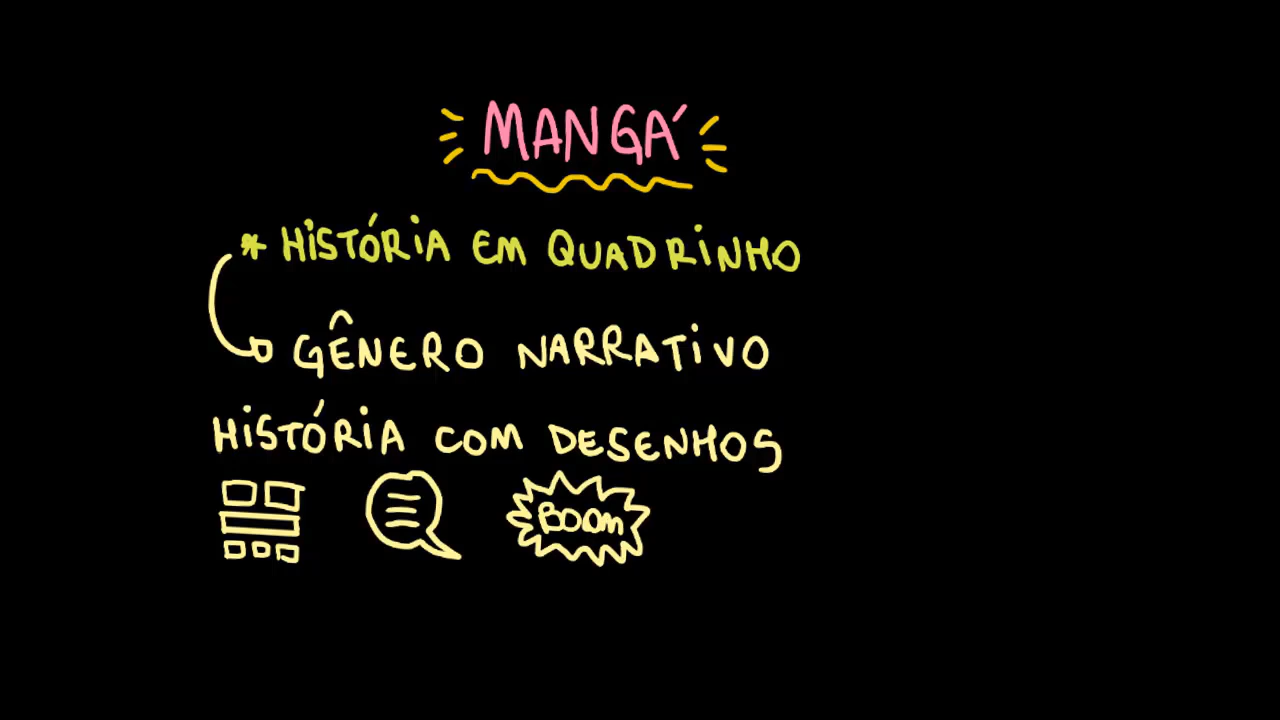 MANGÁ
* HISTÓRIA EM QUADRINHO
GÊNERO NARRATIVO
HISTÓRIA COM DESENHOS
BOOM